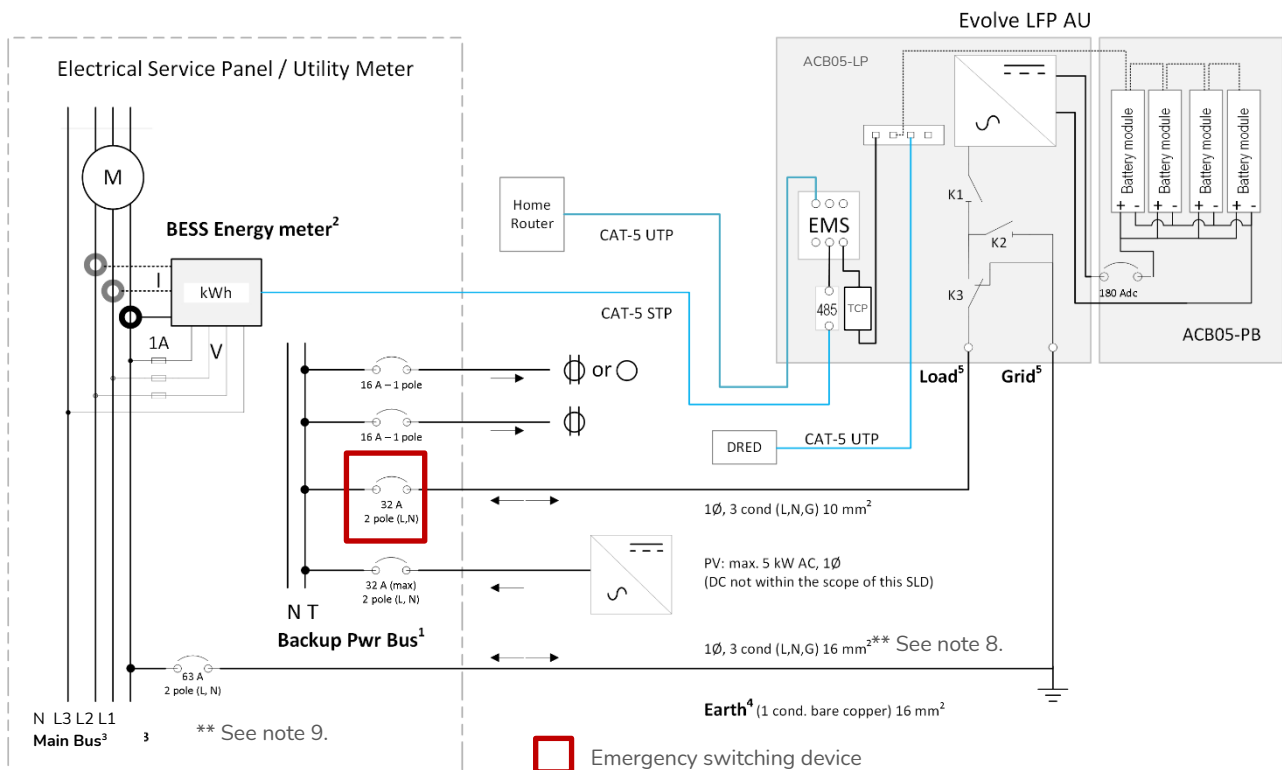 Evolve LFP AU
Electrical Service Panel / Utility Meter
ACB05-LP
Battery module
Battery module
Battery module
Battery module
+ - + - + - + -
M
K1
Home
Router
EMS
BESS Energy meter²
K2
CAT-5 UTP
I
kWh
K3
180 Adc
485
TCP
CAT-5 STP
ACB05-PB
1A
V
16 A – 1 pole
or
Load⁵
Grid⁵
16 A – 1 pole
DRED
CAT-5 UTP
32 A
2 pole (L,N)
1Ø, 3 cond (L,N,G) 10 mm²
PV: max. 5 kW AC, 1Ø
(DC not within the scope of this SLD)
32 A (max)
2 pole (L, N)
N T
Backup Pwr Bus¹
1Ø, 3 cond (L,N,G) 16 mm² ** See note 8.
63 A
2 pole (L, N)
Earth⁴ (1 cond. bare copper) 16 mm²
N L3 L2 L1
Main Bus³ ³
** See note 9.
Emergency switching device